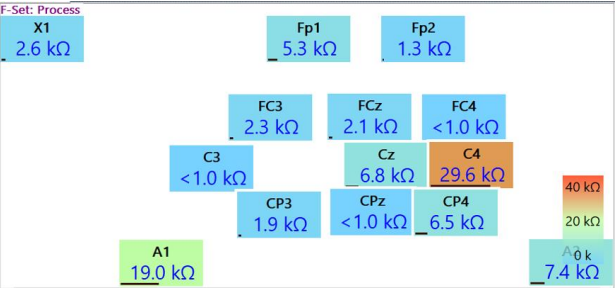 F-Set: Process
X1
2.6 kΩ
Fp1
5.3 kΩ
Fp2
1.3 kΩ
FC3
2.3 kΩ
FCz
2.1 kΩ
FC4
<1.0 kΩ
C3
<1.0 kΩ
Cz
6.8 kΩ
C4
29.6 kΩ
CP3
1.9 kΩ
CPz
<1.0 kΩ
CP4
6.5 kΩ
40 kΩ
20 kΩ
0 k
A1
19.0 kΩ
A2
7.4 kΩ